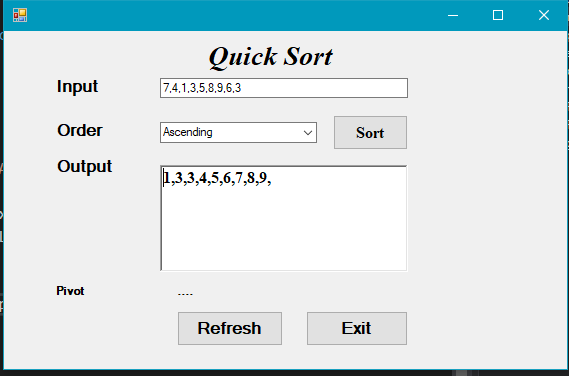 Quick Sort
Input 7,4,1,3,5,8,9,6,3
Order Ascending Sort
Output 1,3,3,4,5,6,7,8,9,
Pivot ....
Refresh Exit